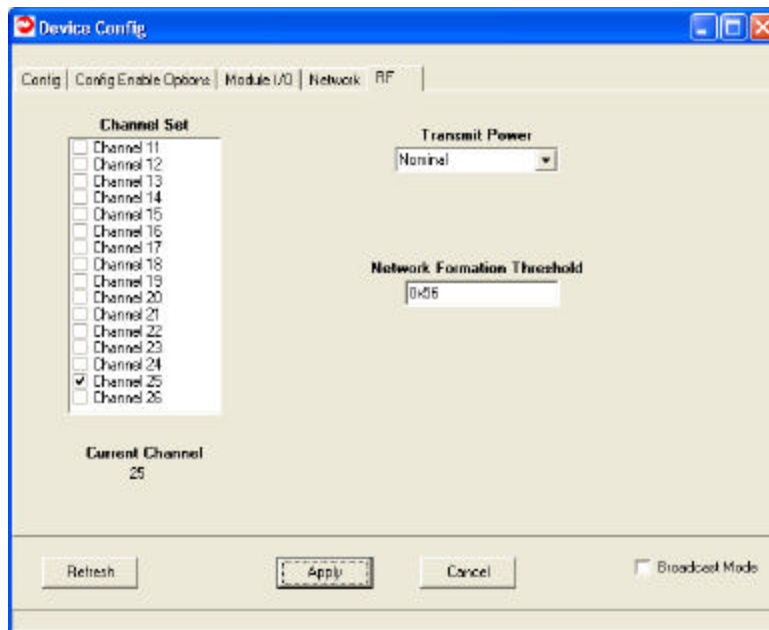 Device Config
Config
Config Enable Options
Module I/O
Network
RF
Channel Set
Channel 11
Channel 12
Channel 13
Channel 14
Channel 15
Channel 16
Channel 17
Channel 18
Channel 19
Channel 20
Channel 21
Channel 22
Channel 23
Channel 24
Channel 25
Channel 26
Transmit Power
Nominal
Network Formation Threshold
0x56
Current Channel
25
Refresh
Apply
Cancel
Broadcast Mode